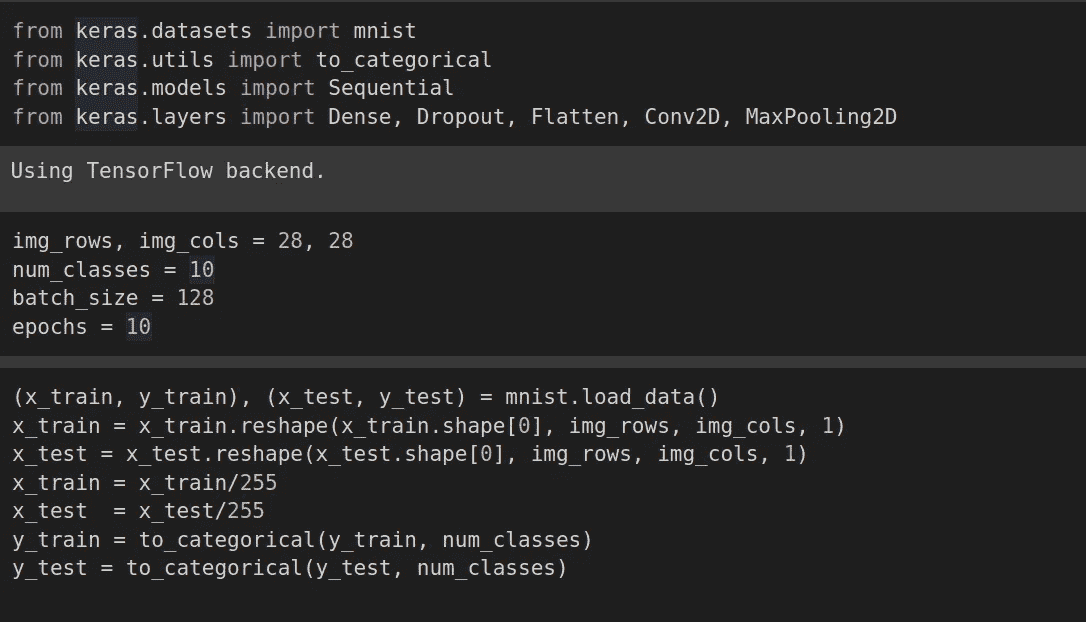 from keras.datasets import mnist
from keras.utils import to_categorical
from keras.models import Sequential
from keras.layers import Dense, Dropout, Flatten, Conv2D, MaxPooling2D
Using TensorFlow backend.
img_rows, img_cols = 28, 28
num_classes = 10
batch_size = 128
epochs = 10
(x_train, y_train), (x_test, y_test) = mnist.load_data()
x_train = x_train.reshape(x_train.shape[0], img_rows, img_cols, 1)
x_test = x_test.reshape(x_test.shape[0], img_rows, img_cols, 1)
x_train = x_train/255
x_test  = x_test/255
y_train = to_categorical(y_train, num_classes)
y_test = to_categorical(y_test, num_classes)